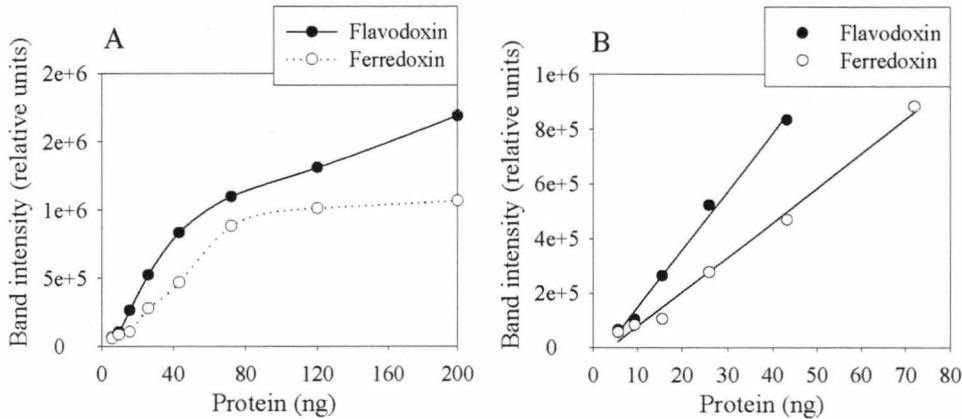 A
Flavodoxin
Ferredoxin
Band intensity (relative units)
2e+6
2e+6
1e+6
5e+5
0
0 40 80 120 160 200
Protein (ng)
B
Flavodoxin
Ferredoxin
Band intensity (relative units)
1e+6
8e+5
6e+5
4e+5
2e+5
0
0 10 20 30 40 50 60 70 80
Protein (ng)